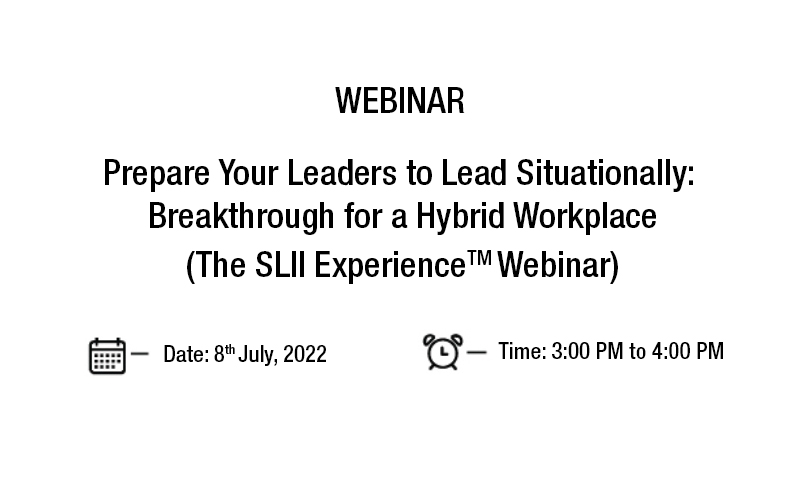 WEBINAR
Prepare Your Leaders to Lead Situationally:
Breakthrough for a Hybrid Workplace
(The SLII Experience™ Webinar)
Date: 8th July, 2022
Time: 3:00 PM to 4:00 PM